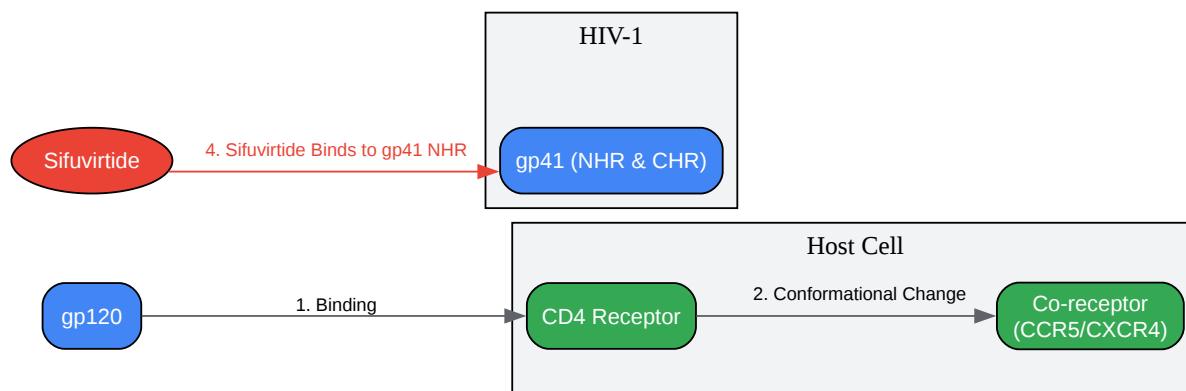 HIV-1
Sifuvirtide
4. Sifuvirtide Binds to gp41 NHR
gp41 (NHR & CHR)
Host Cell
gp120
1. Binding
CD4 Receptor
2. Conformational Change
Co-receptor
(CCR5/CXCR4)